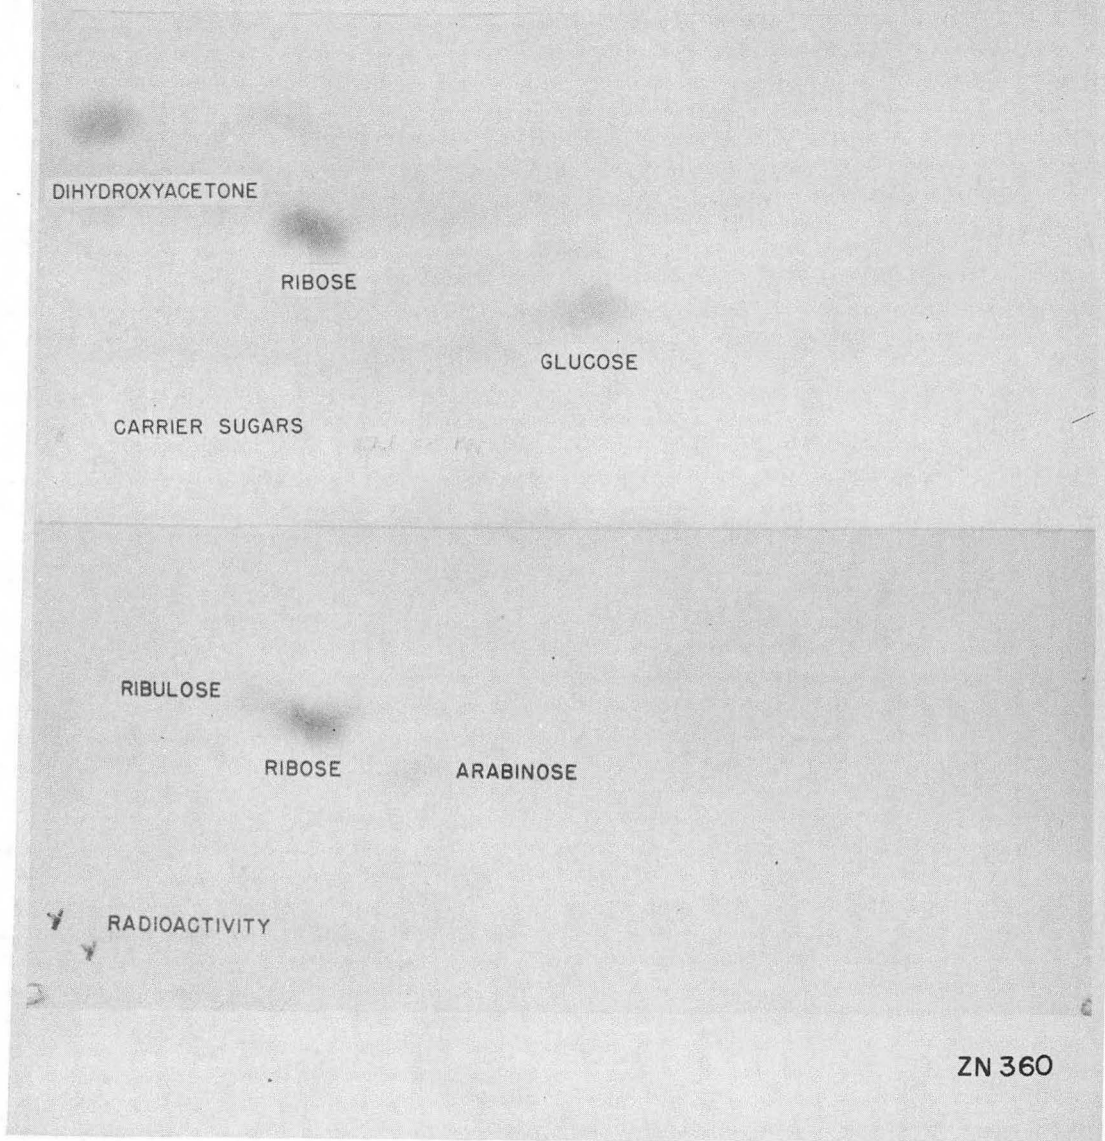 DIHYDROXYACETONE
RIBOSE
GLUCOSE
CARRIER SUGARS
RIBULOSE
RIBOSE ARABINOSE
RADIOACTIVITY
ZN 360